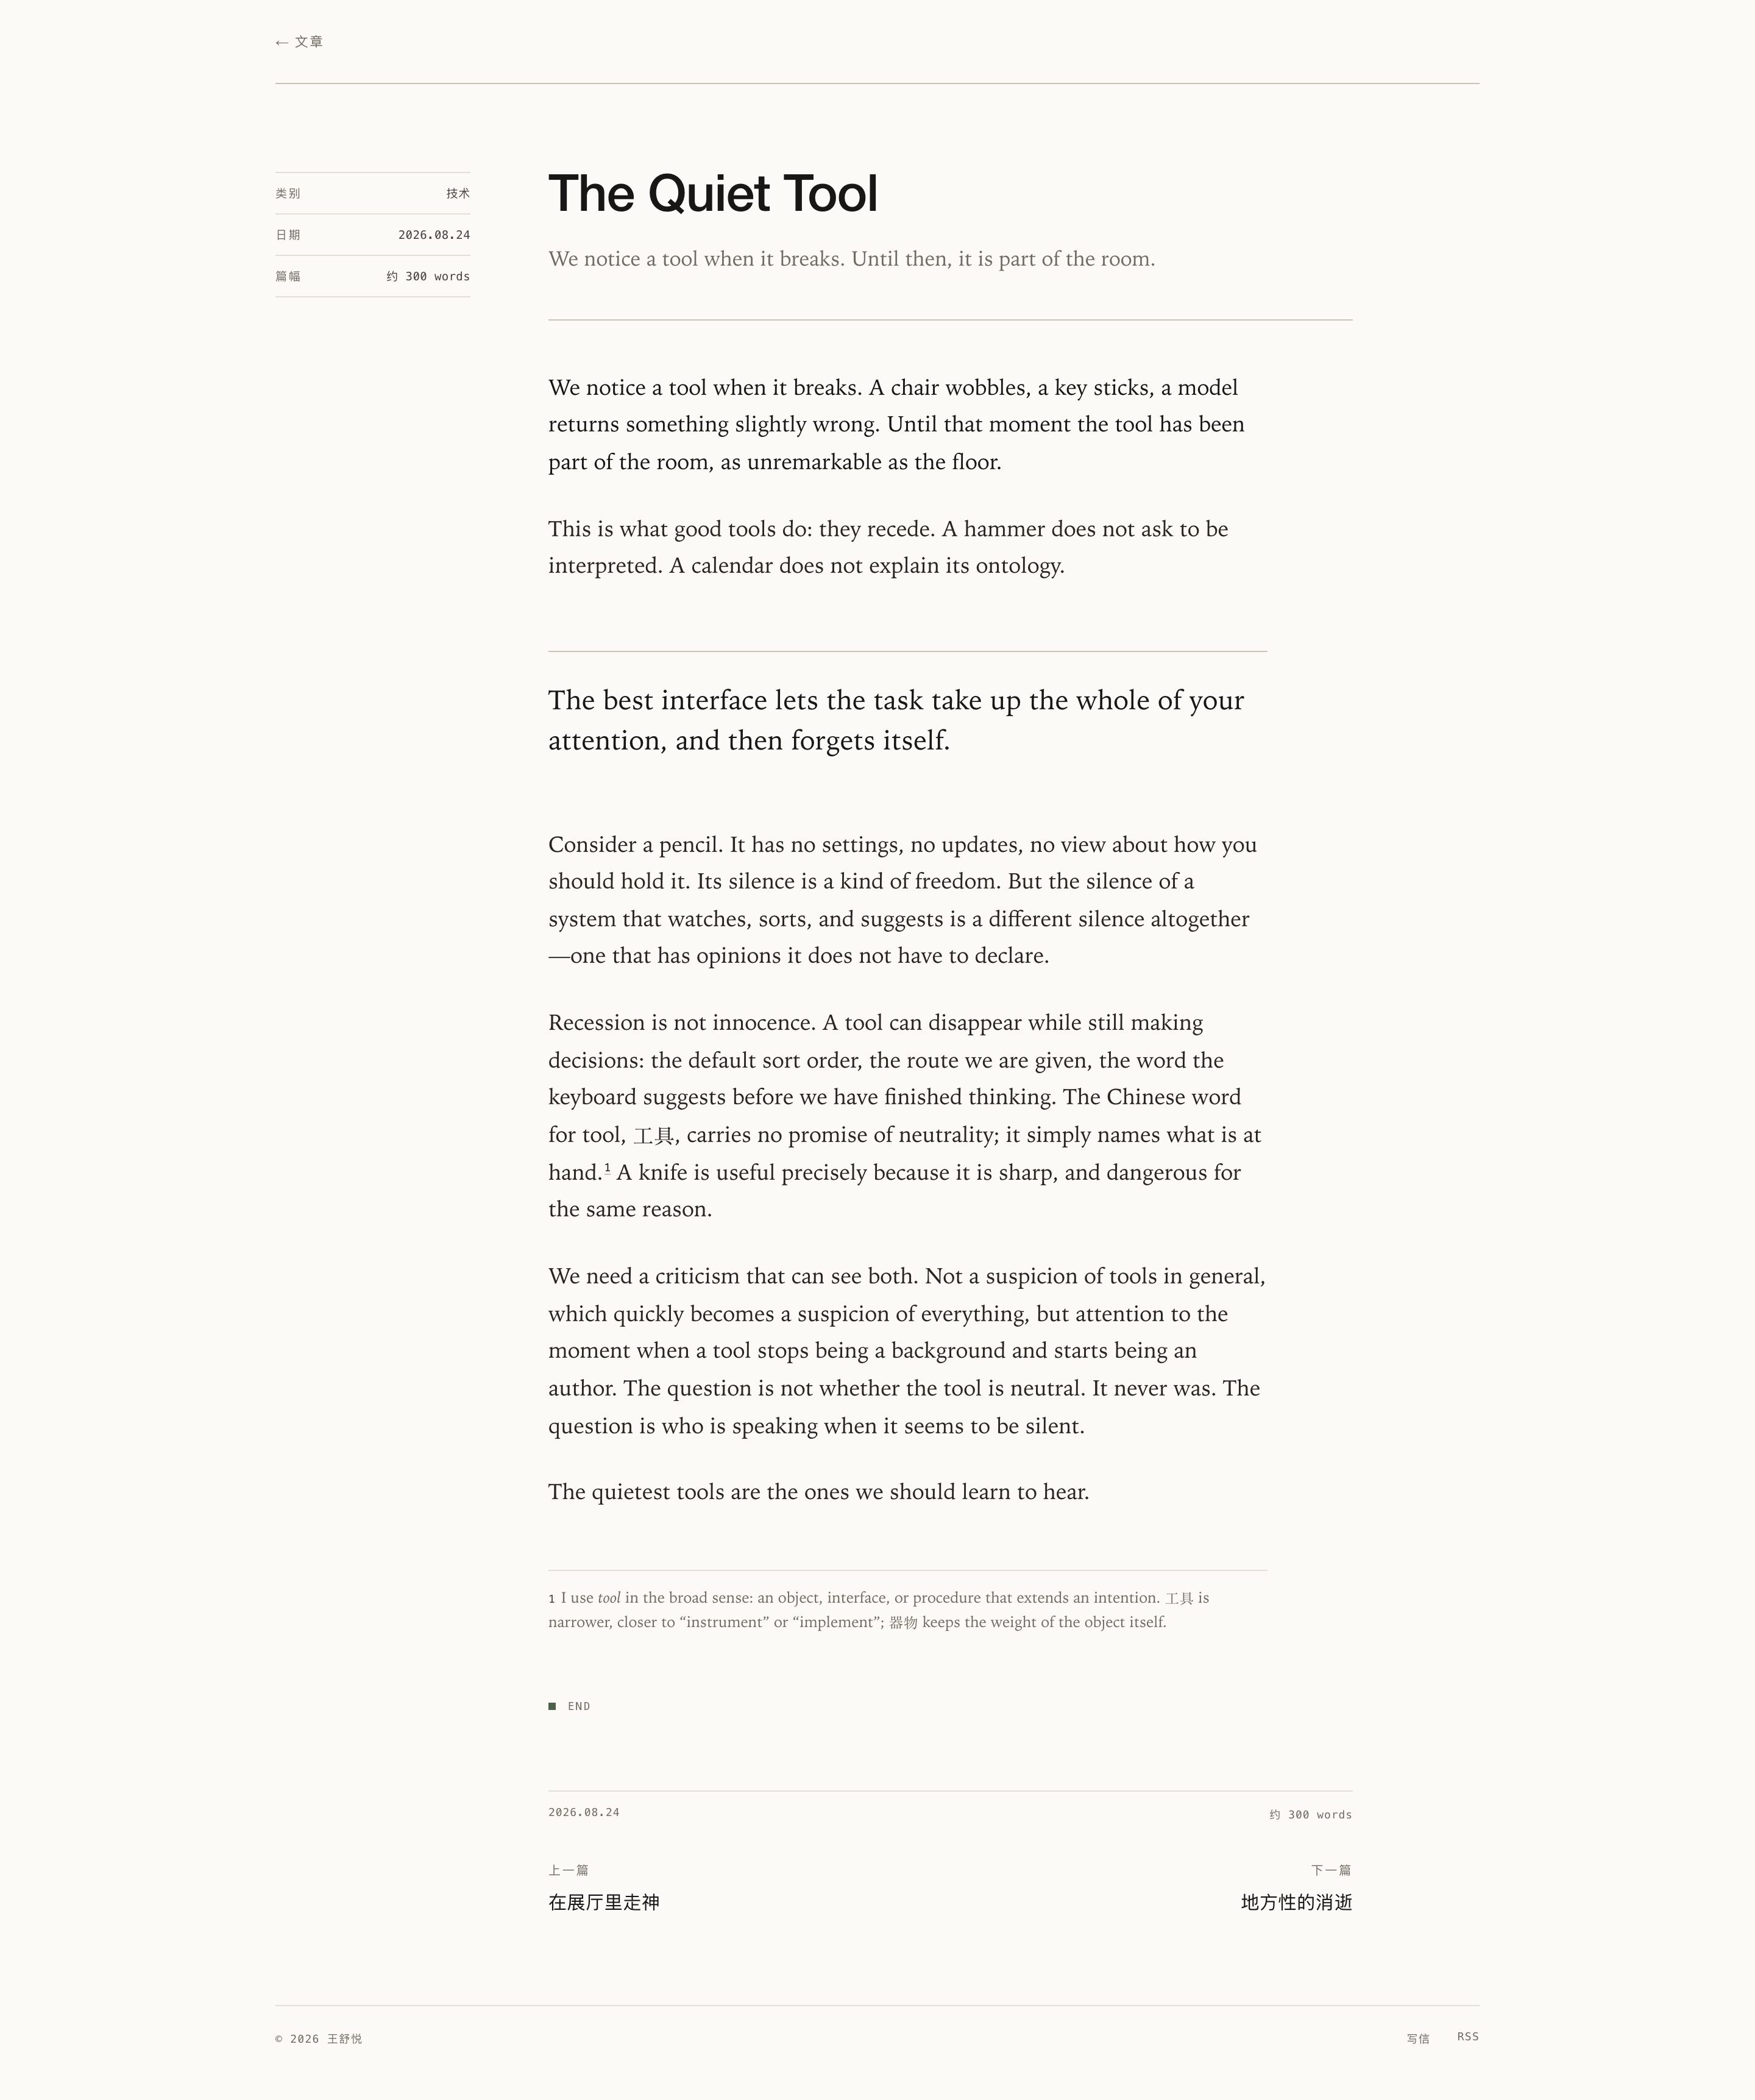 ← 文章
类别 技术
日期 2026.08.24
篇幅 约 300 words
The Quiet Tool
We notice a tool when it breaks. Until then, it is part of the room.
We notice a tool when it breaks. A chair wobbles, a key sticks, a model
returns something slightly wrong. Until that moment the tool has been
part of the room, as unremarkable as the floor.
This is what good tools do: they recede. A hammer does not ask to be
interpreted. A calendar does not explain its ontology.
The best interface lets the task take up the whole of your
attention, and then forgets itself.
Consider a pencil. It has no settings, no updates, no view about how you
should hold it. Its silence is a kind of freedom. But the silence of a
system that watches, sorts, and suggests is a different silence altogether
—one that has opinions it does not have to declare.
Recession is not innocence. A tool can disappear while still making
decisions: the default sort order, the route we are given, the word the
keyboard suggests before we have finished thinking. The Chinese word
for tool, 工具, carries no promise of neutrality; it simply names what is at
hand.1 A knife is useful precisely because it is sharp, and dangerous for
the same reason.
We need a criticism that can see both. Not a suspicion of tools in general,
which quickly becomes a suspicion of everything, but attention to the
moment when a tool stops being a background and starts being an
author. The question is not whether the tool is neutral. It never was. The
question is who is speaking when it seems to be silent.
The quietest tools are the ones we should learn to hear.
1 I use tool in the broad sense: an object, interface, or procedure that extends an intention. 工具 is
narrower, closer to “instrument” or “implement”; 器物 keeps the weight of the object itself.
END
2026.08.24 约 300 words
上一篇 下一篇
在展厅里走神 地方性的消逝
© 2026 王舒悦 写信 RSS